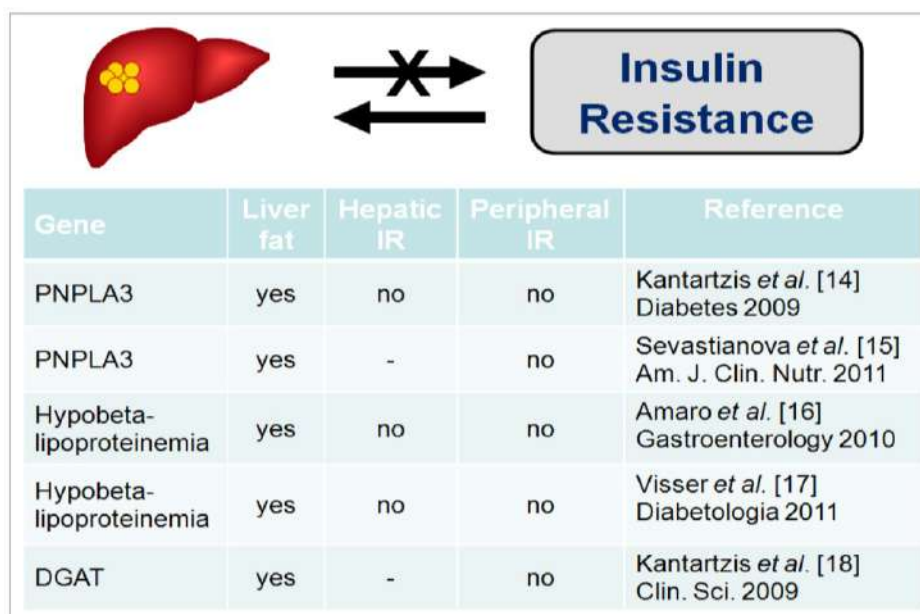 X
Insulin
Resistance
Gene
Liver fat
Hepatic IR
Peripheral IR
Reference
PNPLA3 yes no no Kantartzis et al. [14]
Diabetes 2009
PNPLA3 yes - no Sevastianova et al. [15]
Am. J. Clin. Nutr. 2011
Hypobeta-
lipoproteinemia yes no no Amaro et al. [16]
Gastroenterology 2010
Hypobeta-
lipoproteinemia yes no no Visser et al. [17]
Diabetologia 2011
DGAT yes - no Kantartzis et al. [18]
Clin. Sci. 2009